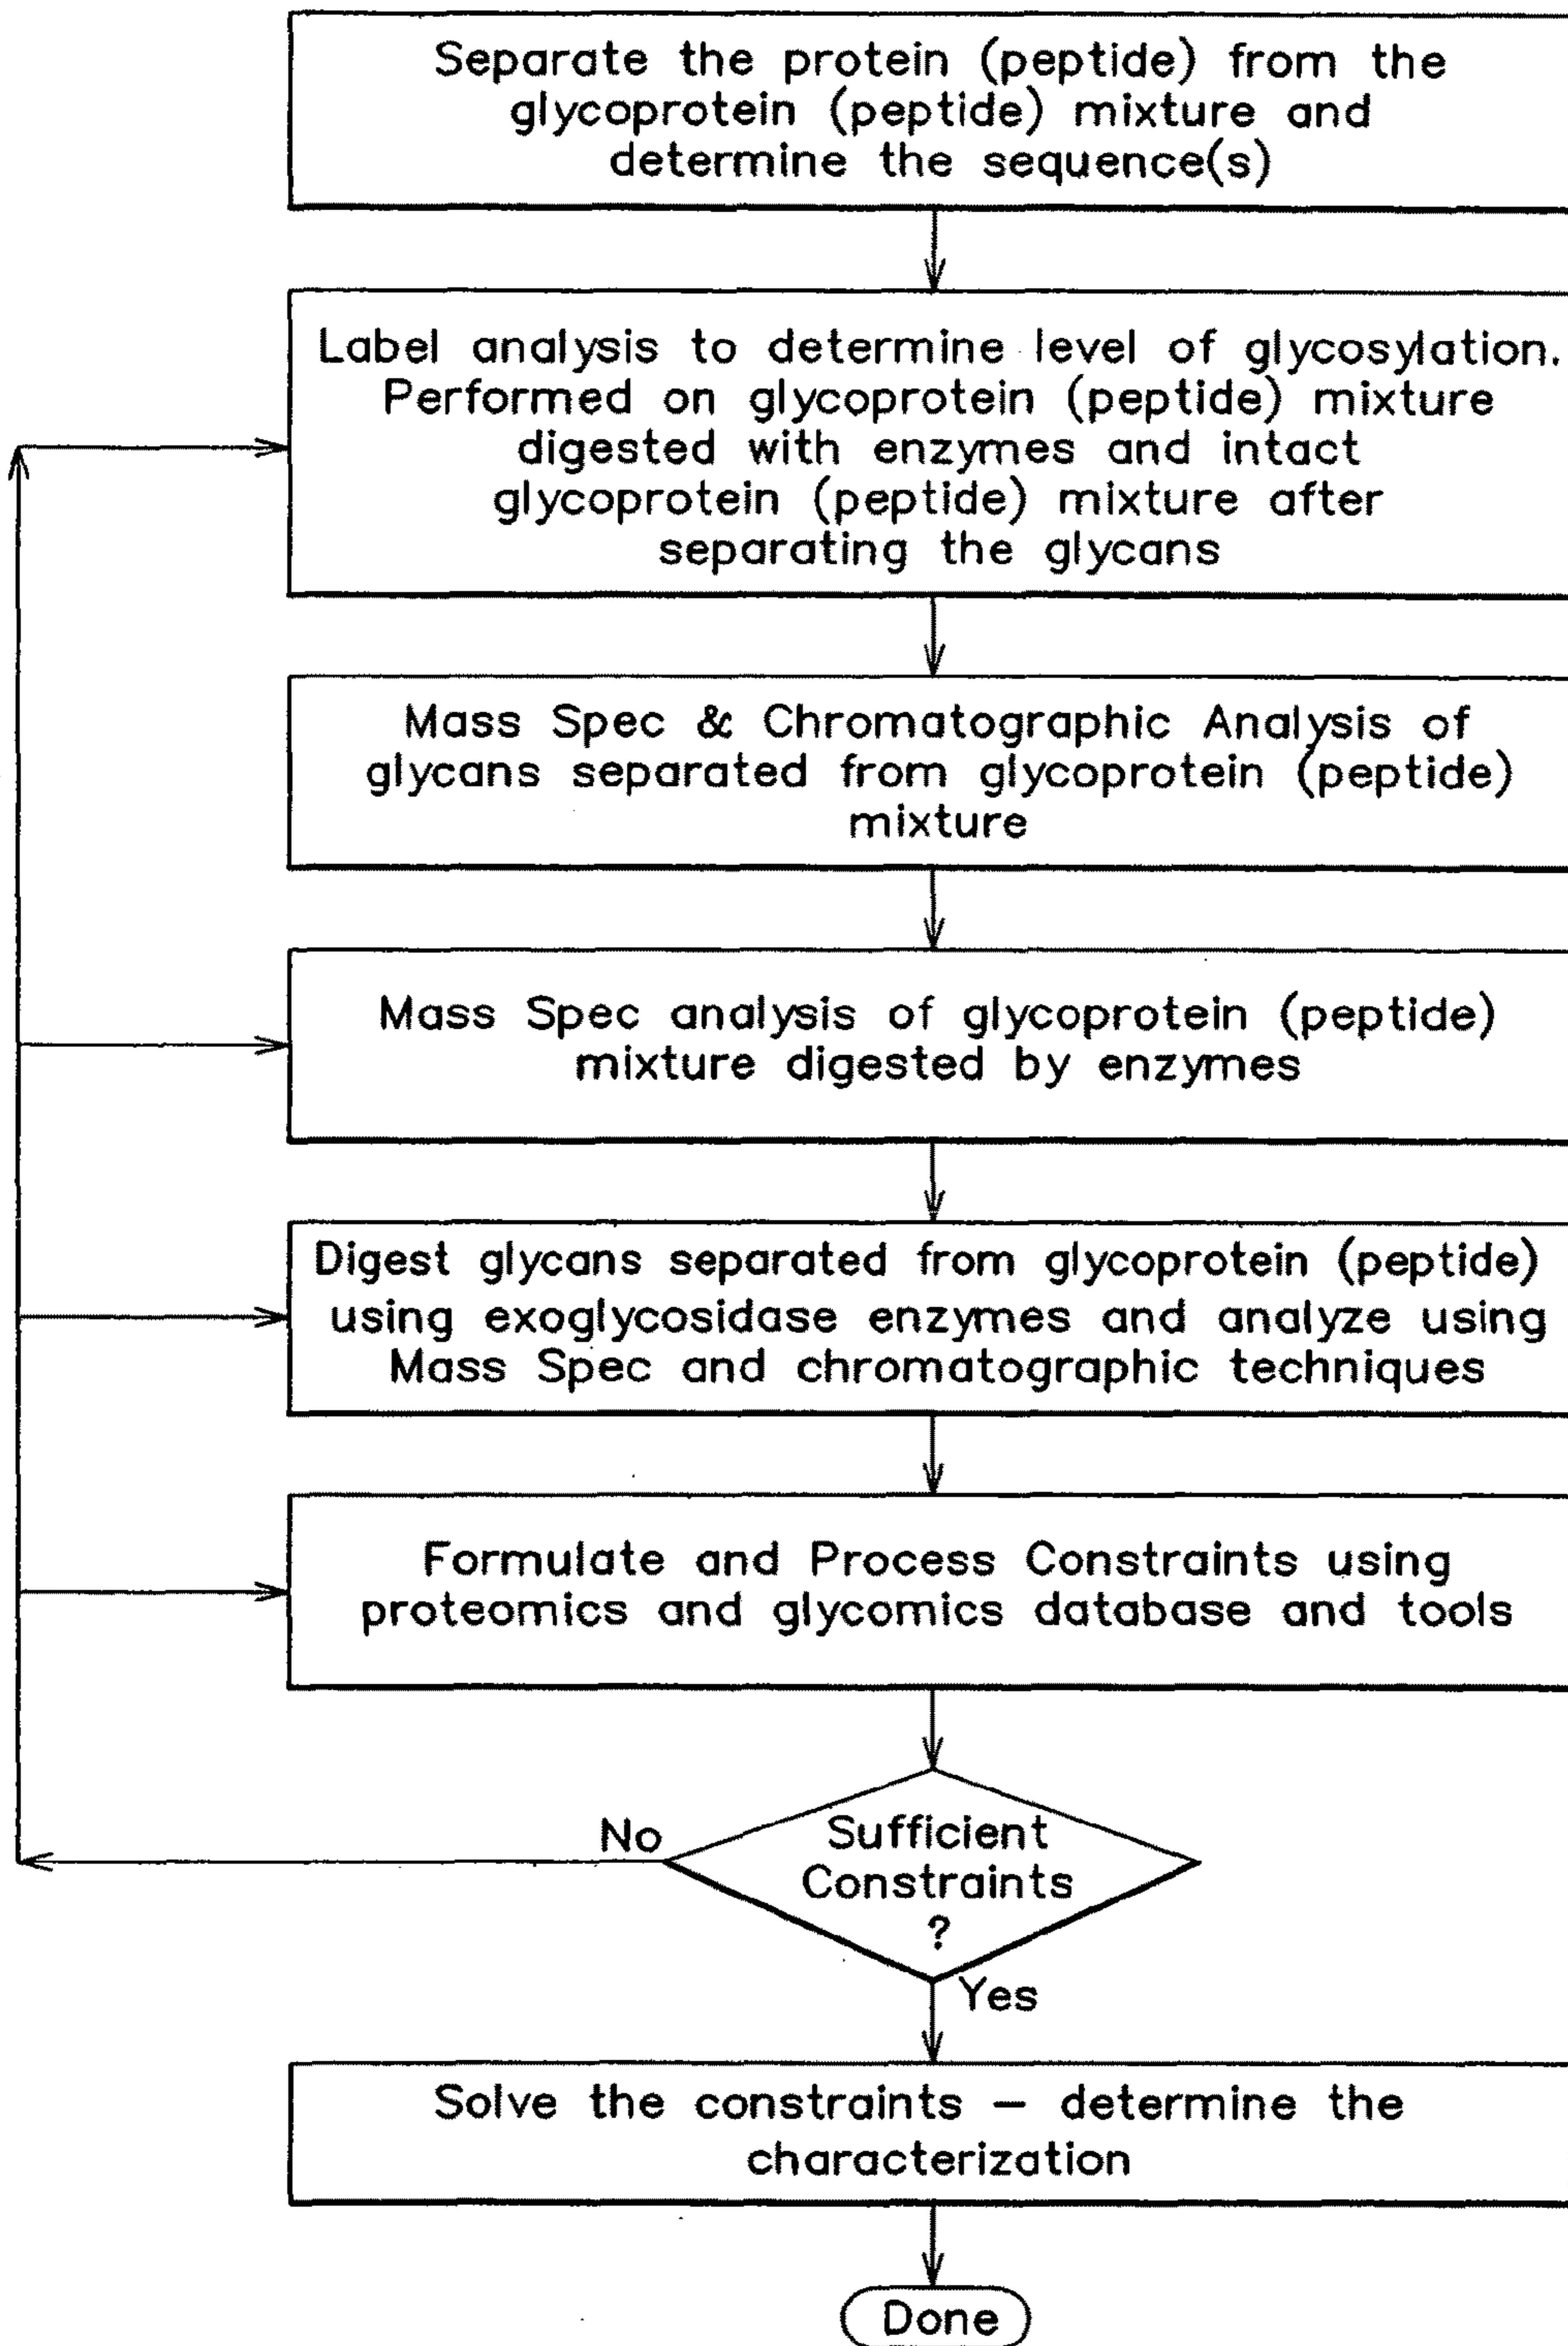 Separate the protein (peptide) from the
glycoprotein (peptide) mixture and
determine the sequence(s)
Label analysis to determine level of glycosylation.
Performed on glycoprotein (peptide) mixture
digested with enzymes and intact
glycoprotein (peptide) mixture after
separating the glycans
Mass Spec & Chromatographic Analysis of
glycans separated from glycoprotein (peptide)
mixture
Mass Spec analysis of glycoprotein (peptide)
mixture digested by enzymes
Digest glycans separated from glycoprotein (peptide)
using exoglycosidase enzymes and analyze using
Mass Spec and chromatographic techniques
Formulate and Process Constraints using
proteomics and glycomics database and tools
No
Sufficient
Constraints
?
Yes
Solve the constraints – determine the
characterization
Done